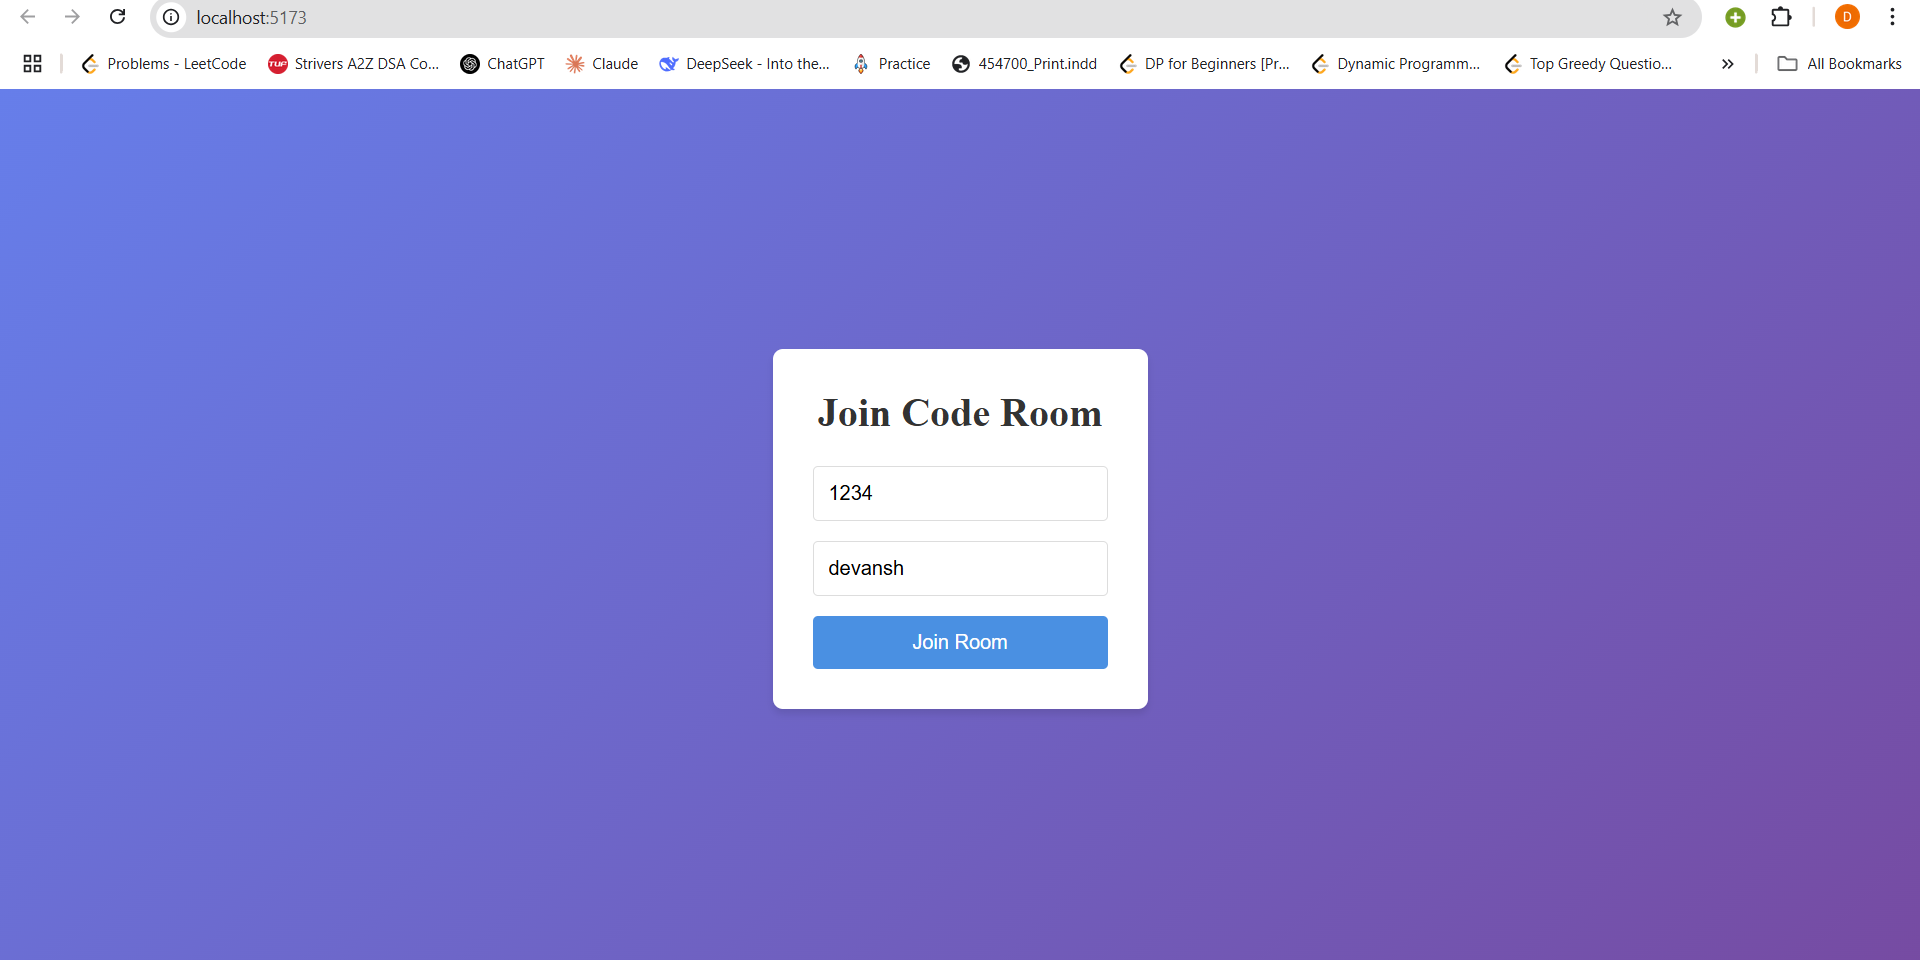 localhost:5173
D
Problems - LeetCode
TUF
Strivers A2Z DSA Co...
ChatGPT
Claude
DeepSeek - Into the...
Practice
454700_Print.indd
DP for Beginners [Pr...
Dynamic Programm...
Top Greedy Questio...
All Bookmarks
Join Code Room
1234
devansh
Join Room